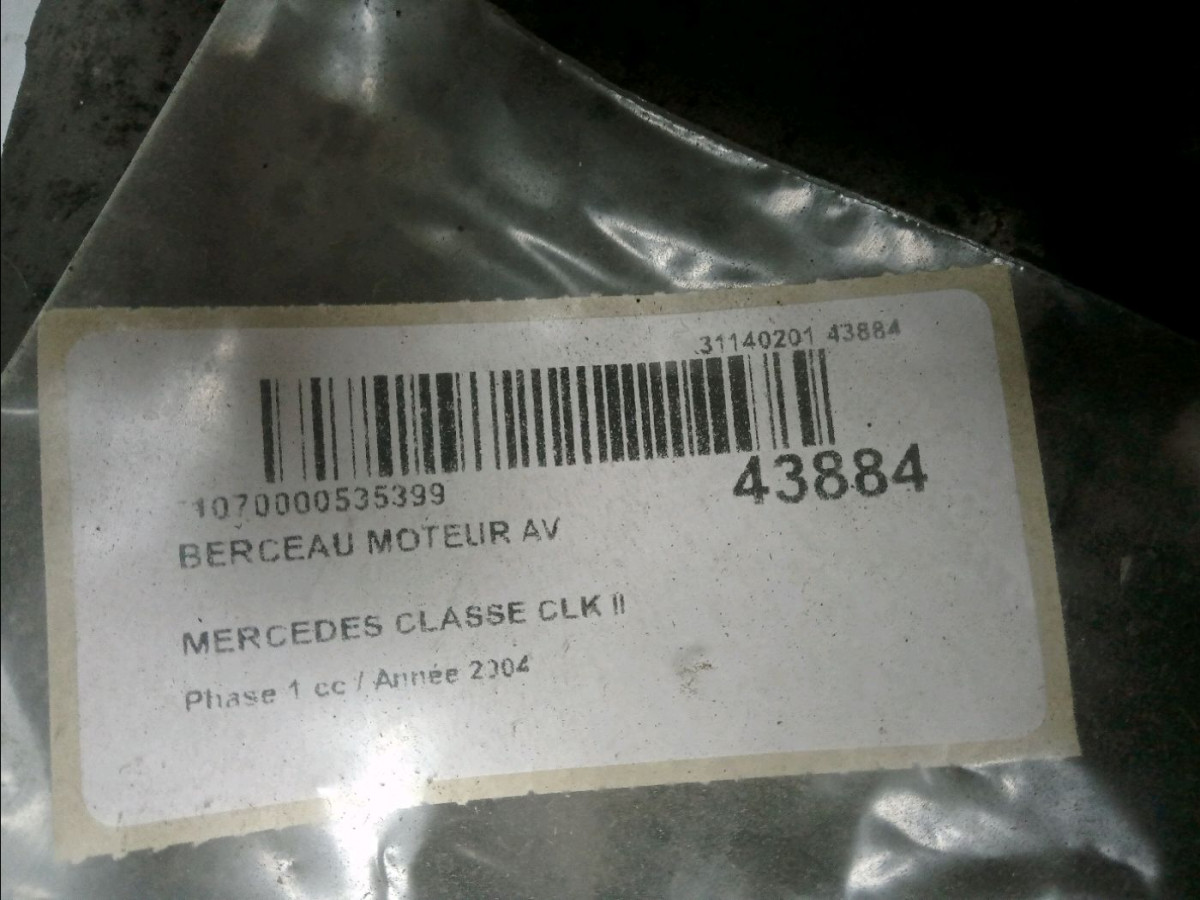 31140201 43884
43884
1070000535399
BERCEAU MOTEUR AV
MERCEDES CLASSE CLK II
Phase 1 cc / Année 2004